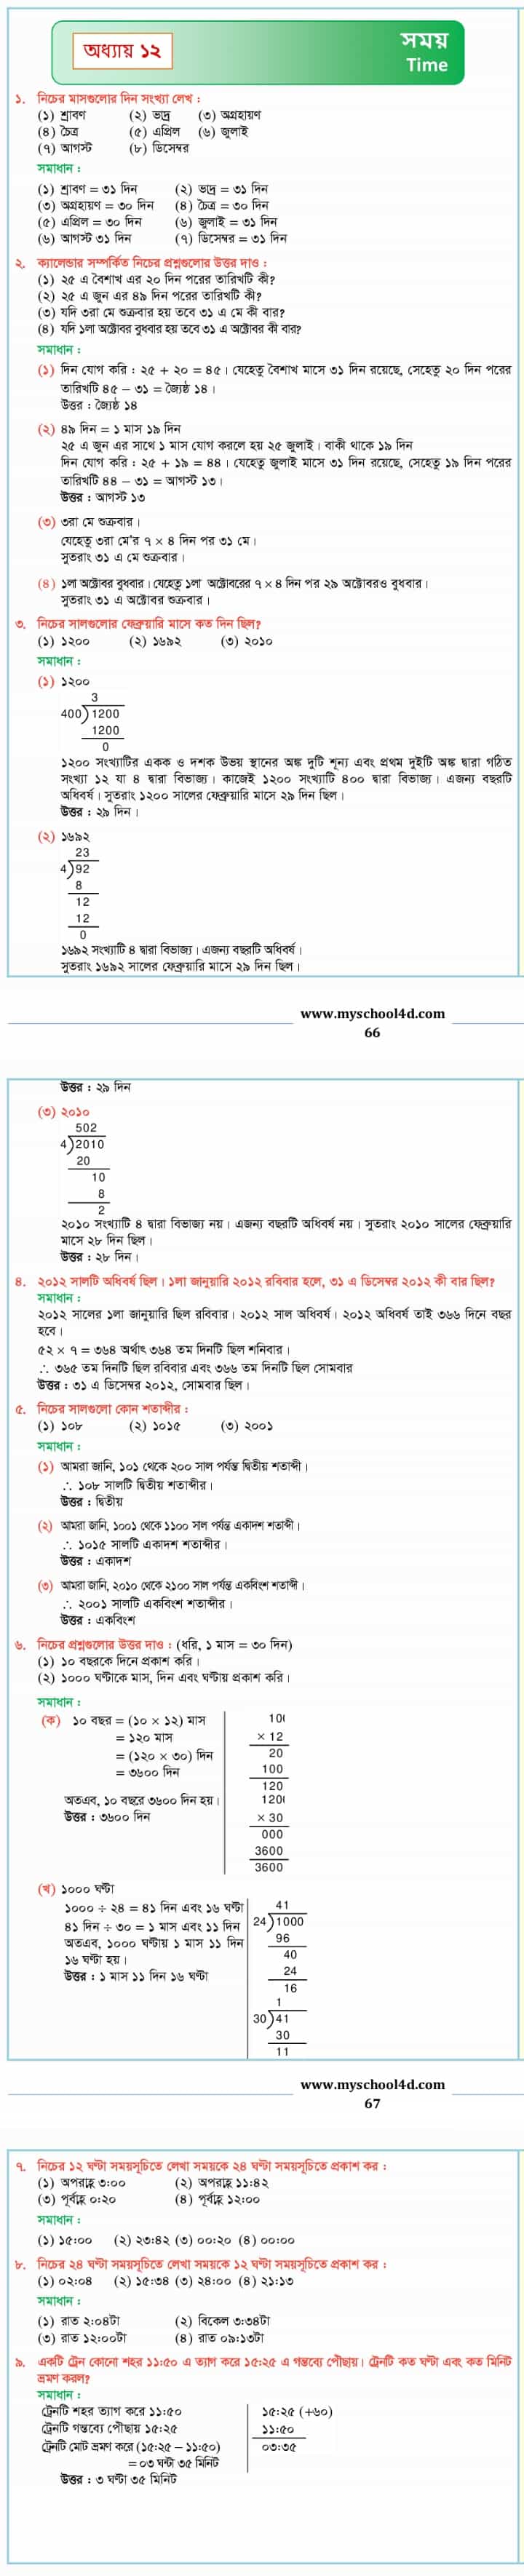 অধ্যায় ১২
সময়
Time
১. নিচের মাসগুলোর দিন সংখ্যা লেখ :
(১) শ্রাবণ (২) ভাদ্র (৩) অগ্রহায়ণ
(৪) চৈত্র (৫) এপ্রিল (৬) জুলাই
(৭) আগস্ট (৮) ডিসেম্বর
সমাধান :
(১) শ্রাবণ = ৩১ দিন (২) ভাদ্র = ৩১ দিন
(৩) অগ্রহায়ণ = ৩০ দিন (৪) চৈত্র = ৩০ দিন
(৫) এপ্রিল = ৩০ দিন (৬) জুলাই = ৩১ দিন
(৬) আগস্ট ৩১ দিন (৭) ডিসেম্বর = ৩১ দিন
২. ক্যালেন্ডার সম্পর্কিত নিচের প্রশ্নগুলোর উত্তর দাও :
(১) ২৫ এ বৈশাখ এর ২০ দিন পরের তারিখটি কী?
(২) ২৫ এ জুন এর ৪৯ দিন পরের তারিখটি কী?
(৩) যদি ৩রা মে শুক্রবার হয় তবে ৩১ এ মে কী বার?
(৪) যদি ১লা অক্টোবর বুধবার হয় তবে ৩১ এ অক্টোবর কী বার?
সমাধান :
(১) দিন যোগ করি : ২৫ + ২০ = ৪৫। যেহেতু বৈশাখ মাসে ৩১ দিন রয়েছে, সেহেতু ২০ দিন পরের
তারিখটি ৪৫ − ৩১ = জ্যৈষ্ঠ ১৪।
উত্তর : জ্যৈষ্ঠ ১৪
(২) ৪৯ দিন = ১ মাস ১৯ দিন
২৫ এ জুন এর সাথে ১ মাস যোগ করলে হয় ২৫ জুলাই। বাকী থাকে ১৯ দিন
দিন যোগ করি : ২৫ + ১৯ = ৪৪। যেহেতু জুলাই মাসে ৩১ দিন রয়েছে, সেহেতু ১৯ দিন পরের
তারিখটি ৪৪ − ৩১ = আগস্ট ১৩।
উত্তর : আগস্ট ১৩
(৩) ৩রা মে শুক্রবার।
যেহেতু ৩রা মে'র ৭ × ৪ দিন পর ৩১ মে।
সুতরাং ৩১ এ মে শুক্রবার।
(৪) ১লা অক্টোবর বুধবার। যেহেতু ১লা অক্টোবরের ৭ × ৪ দিন পর ২৯ অক্টোবরও বুধবার।
সুতরাং ৩১ এ অক্টোবর শুক্রবার।
৩. নিচের সালগুলোর ফেব্রুয়ারি মাসে কত দিন ছিল?
(১) ১২০০ (২) ১৬৯২ (৩) ২০১০
সমাধান :
(১) ১২০০
3
400)1200
1200
0
১২০০ সংখ্যাটির একক ও দশক উভয় স্থানের অঙ্ক দুটি শূন্য এবং প্রথম দুইটি অঙ্ক দ্বারা গঠিত
সংখ্যা ১২ যা ৪ দ্বারা বিভাজ্য। কাজেই ১২০০ সংখ্যাটি ৪০০ দ্বারা বিভাজ্য। এজন্য বছরটি
অধিবর্ষ। সুতরাং ১২০০ সালের ফেব্রুয়ারি মাসে ২৯ দিন ছিল।
উত্তর : ২৯ দিন।
(২) ১৬৯২
23
4)92
8
12
12
0
১৬৯২ সংখ্যাটি ৪ দ্বারা বিভাজ্য। এজন্য বছরটি অধিবর্ষ।
সুতরাং ১৬৯২ সালের ফেব্রুয়ারি মাসে ২৯ দিন ছিল।
www.myschool4d.com
66
উত্তর : ২৯ দিন
(৩) ২০১০
502
4)2010
20
10
8
2
২০১০ সংখ্যাটি ৪ দ্বারা বিভাজ্য নয়। এজন্য বছরটি অধিবর্ষ নয়। সুতরাং ২০১০ সালের ফেব্রুয়ারি
মাসে ২৮ দিন ছিল।
উত্তর : ২৮ দিন।
৪. ২০১২ সালটি অধিবর্ষ ছিল। ১লা জানুয়ারি ২০১২ রবিবার হলে, ৩১ এ ডিসেম্বর ২০১২ কী বার ছিল?
সমাধান :
২০১২ সালের ১লা জানুয়ারি ছিল রবিবার। ২০১২ সাল অধিবর্ষ। ২০১২ অধিবর্ষ তাই ৩৬৬ দিনে বছর
হবে।
৫২ × ৭ = ৩৬৪ অর্থাৎ ৩৬৪ তম দিনটি ছিল শনিবার।
∴ ৩৬৫ তম দিনটি ছিল রবিবার এবং ৩৬৬ তম দিনটি ছিল সোমবার
উত্তর : ৩১ এ ডিসেম্বর ২০১২, সোমবার ছিল।
৫. নিচের সালগুলো কোন শতাব্দীর :
(১) ১০৮ (২) ১০১৫ (৩) ২০০১
সমাধান :
(১) আমরা জানি, ১০১ থেকে ২০০ সাল পর্যন্ত দ্বিতীয় শতাব্দী।
∴ ১০৮ সালটি দ্বিতীয় শতাব্দীর।
উত্তর : দ্বিতীয়
(২) আমরা জানি, ১০০১ থেকে ১১০০ সাল পর্যন্ত একাদশ শতাব্দী।
∴ ১০১৫ সালটি একাদশ শতাব্দীর।
উত্তর : একাদশ
(৩) আমরা জানি, ২০১০ থেকে ২১০০ সাল পর্যন্ত একবিংশ শতাব্দী।
∴ ২০০১ সালটি একবিংশ শতাব্দীর।
উত্তর : একবিংশ
৬. নিচের প্রশ্নগুলোর উত্তর দাও : (ধরি, ১ মাস = ৩০ দিন)
(১) ১০ বছরকে দিনে প্রকাশ করি।
(২) ১০০০ ঘণ্টাকে মাস, দিন এবং ঘণ্টায় প্রকাশ করি।
সমাধান :
(ক) ১০ বছর = (১০ × ১২) মাস
= ১২০ মাস
= (১২০ × ৩০) দিন
= ৩৬০০ দিন
অতএব, ১০ বছরে ৩৬০০ দিন হয়।
উত্তর : ৩৬০০ দিন
10
× 12
20
100
120
120
× 30
000
3600
3600
(খ) ১০০০ ঘণ্টা
১০০০ ÷ ২৪ = ৪১ দিন এবং ১৬ ঘণ্টা
৪১ দিন ÷ ৩০ = ১ মাস এবং ১১ দিন
অতএব, ১০০০ ঘণ্টায় ১ মাস ১১ দিন
১৬ ঘণ্টা হয়।
উত্তর : ১ মাস ১১ দিন ১৬ ঘণ্টা
41
24)1000
96
40
24
16
1
30)41
30
11
www.myschool4d.com
67
৭. নিচের ১২ ঘণ্টা সময়সূচিতে লেখা সময়কে ২৪ ঘন্টা সময়সূচিতে প্রকাশ কর :
(১) অপরাহ্ণ ৩:০০ (২) অপরাহ্ণ ১১:৪২
(৩) পূর্বাহ্ণ ০:২০ (৪) পূর্বাহ্ণ ১২:০০
সমাধান :
(১) ১৫:০০ (২) ২৩:৪২ (৩) ০০:২০ (৪) ০০:০০
৮. নিচের ২৪ ঘন্টা সময়সূচিতে লেখা সময়কে ১২ ঘন্টা সময়সূচিতে প্রকাশ কর :
(১) ০২:০৪ (২) ১৫:৩৪ (৩) ২৪:০০ (৪) ২১:১৩
সমাধান :
(১) রাত ২:০৪টা (২) বিকেল ৩:৩৪টা
(৩) রাত ১২:০০টা (৪) রাত ০৯:১৩টা
৯. একটি ট্রেন কোনো শহর ১১:৫০ এ ত্যাগ করে ১৫:২৫ এ গন্তব্যে পৌঁছায়। ট্রেনটি কত ঘন্টা এবং কত মিনিট
ভ্রমণ করল?
সমাধান :
ট্রেনটি শহর ত্যাগ করে ১১:৫০
ট্রেনটি গন্তব্যে পৌঁছায় ১৫:২৫
ট্রেনটি মোট ভ্রমণ করে (১৫:২৫ − ১১:৫০)
= ০৩ ঘন্টা ৩৫ মিনিট
উত্তর : ৩ ঘণ্টা ৩৫ মিনিট
১৫:২৫ (+৬০)
১১:৫০
০৩:৩৫